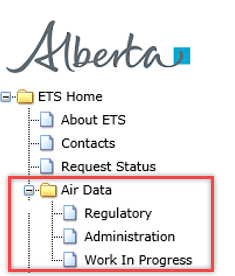 Alberta
ETS Home
About ETS
Contacts
Request Status
Air Data
Regulatory
Administration
Work In Progress